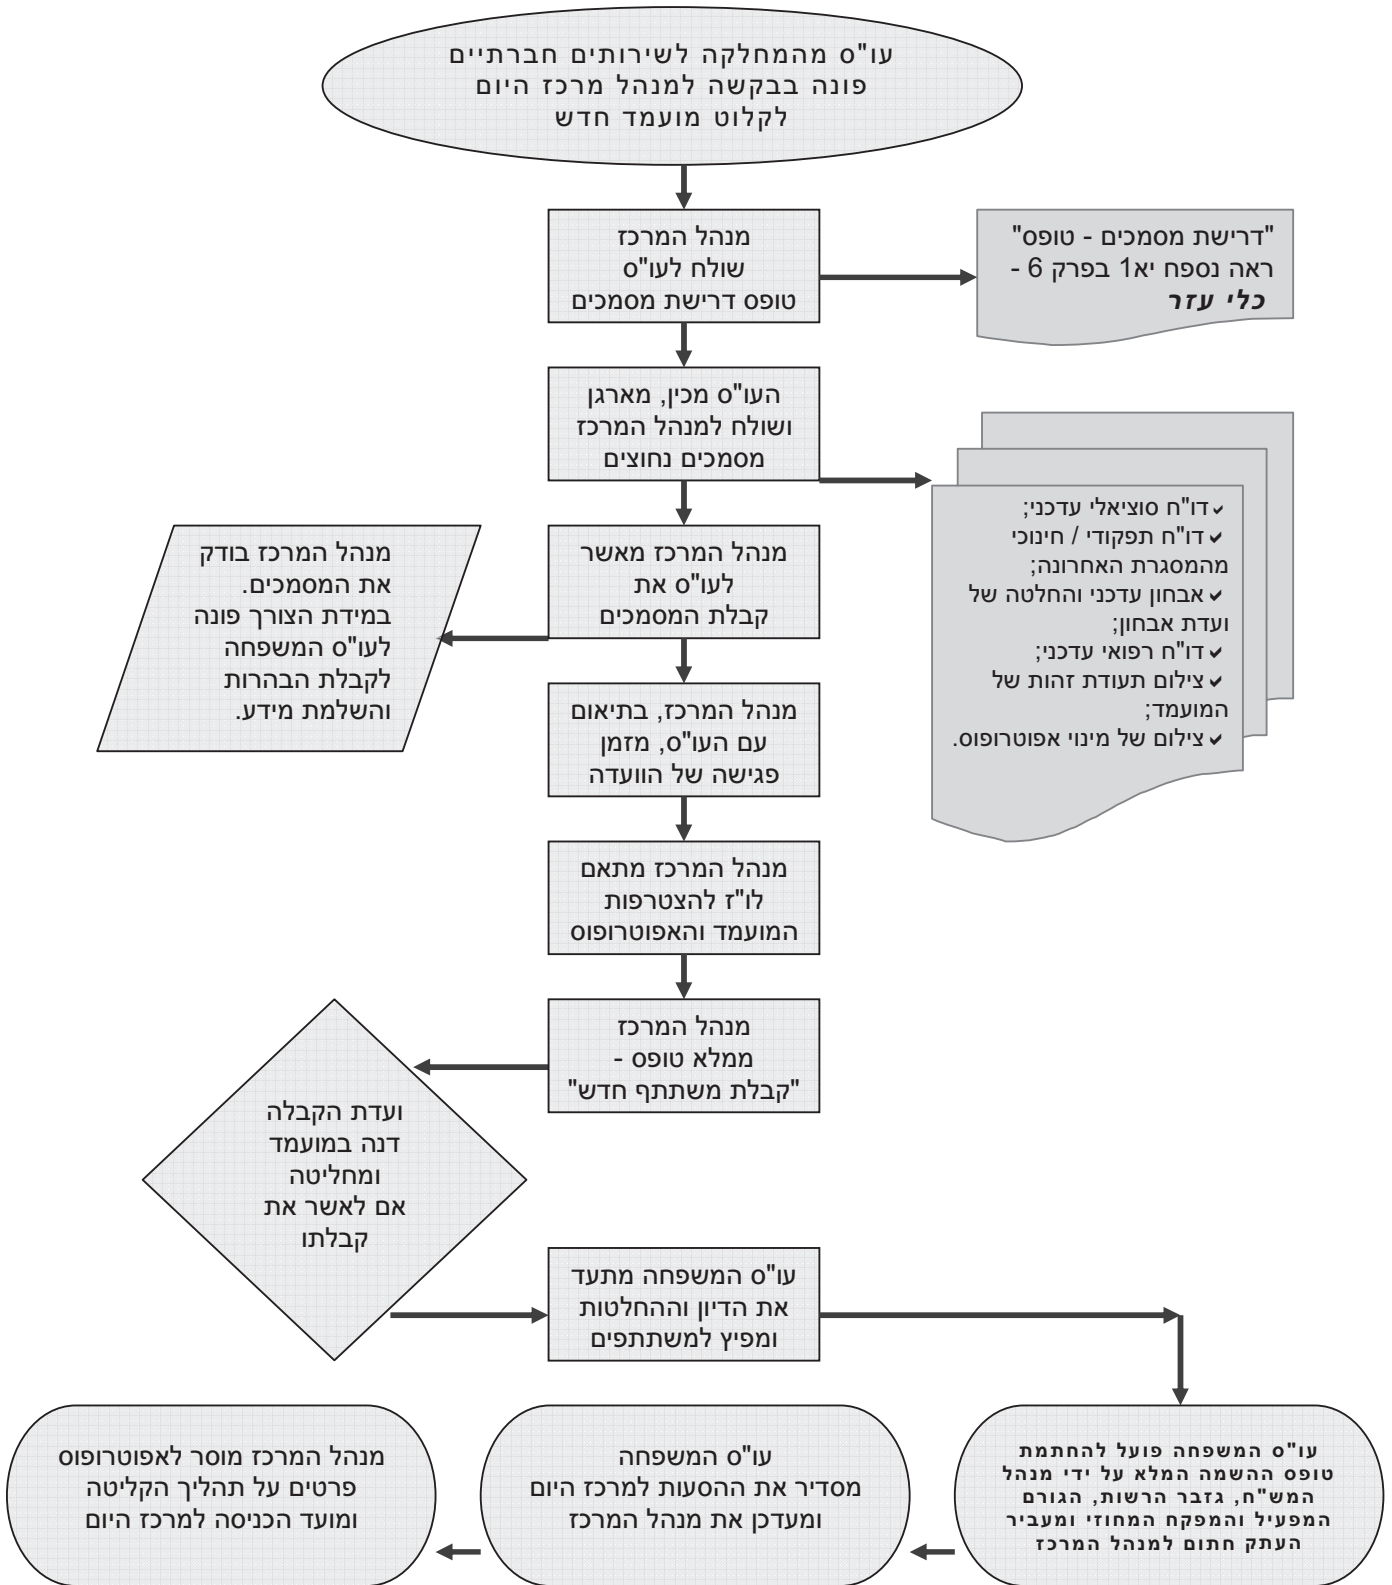 עו"ס מהמחלקה לשירותים חברתיים
פונה בבקשה למנהל מרכז היום
לקלוט מועמד חדש
מנהל המרכז
שולח לעו"ס
טופס דרישת מסמכים
"דרישת מסמכים - טופס"
ראה נספח יא1 בפרק 6 -
כלי עזר
העו"ס מכין, מארגן
ושולח למנהל המרכז
מסמכים נחוצים
✓ דו"ח סוציאלי עדכני;
✓ דו"ח תפקודי / חינוכי
מהמסגרת האחרונה;
✓ אבחון עדכני והחלטה של
ועדת אבחון;
✓ דו"ח רפואי עדכני;
✓ צילום תעודת זהות של
המועמד;
✓ צילום של מינוי אפוטרופוס.
מנהל המרכז מאשר
לעו"ס את
קבלת המסמכים
מנהל המרכז בודק
את המסמכים.
במידת הצורך פונה
לעו"ס המשפחה
לקבלת הבהרות
והשלמת מידע.
מנהל המרכז, בתיאום
עם העו"ס, מזמן
פגישה של הוועדה
מנהל המרכז מתאם
לו"ז להצטרפות
המועמד והאפוטרופוס
מנהל המרכז
ממלא טופס -
"קבלת משתתף חדש"
ועדת הקבלה
דנה במועמד
ומחליטה
אם לאשר את
קבלתו
עו"ס המשפחה מתעד
את הדיון וההחלטות
ומפיץ למשתתפים
עו"ס המשפחה פועל להחתמת
טופס ההשמה המלא על ידי מנהל
המש"ח, גזבר הרשות, הגורם
המפעיל והמפקח המחוזי ומעביר
העתק חתום למנהל המרכז
עו"ס המשפחה
מסדיר את ההסעות למרכז היום
ומעדכן את מנהל המרכז
מנהל המרכז מוסר לאפוטרופוס
פרטים על תהליך הקליטה
ומועד הכניסה למרכז היום